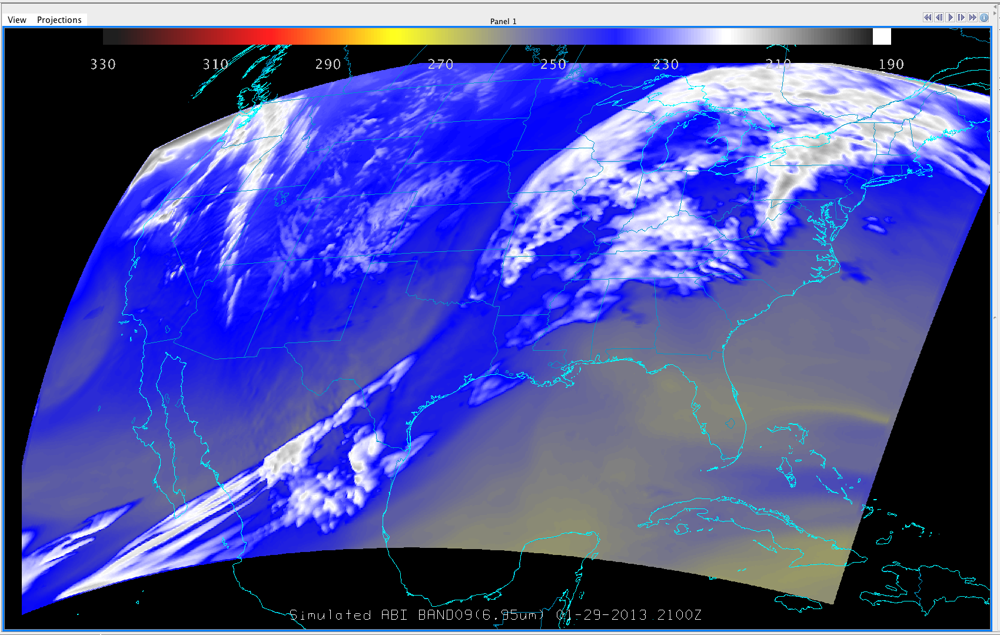 View Projections
Panel 1
330 310 290 270 250 230 210 190
Simulated ABI BAND09(6.95um) 01-29-2013 2100Z